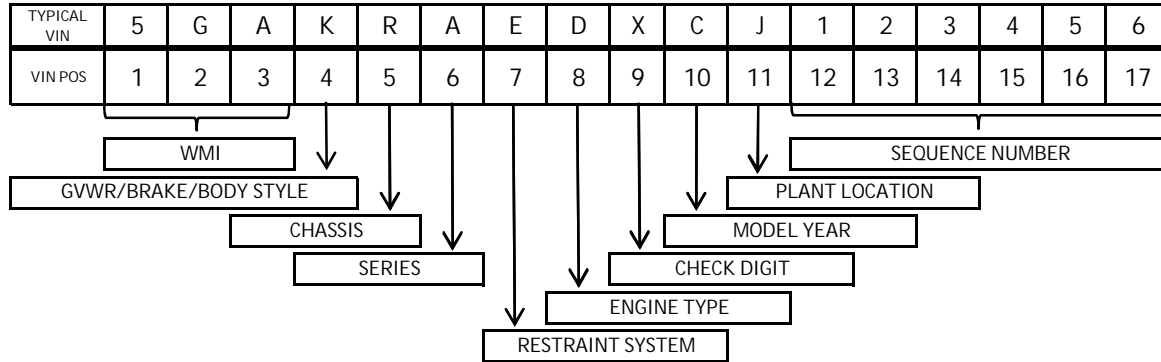 TYPICAL VIN 5 G A K R A E D X C J 1 2 3 4 5 6
VIN POS 1 2 3 4 5 6 7 8 9 10 11 12 13 14 15 16 17
WMI SEQUENCE NUMBER
GVWR/BRAKE/BODY STYLE PLANT LOCATION
CHASSIS MODEL YEAR
SERIES CHECK DIGIT
ENGINE TYPE
RESTRAINT SYSTEM